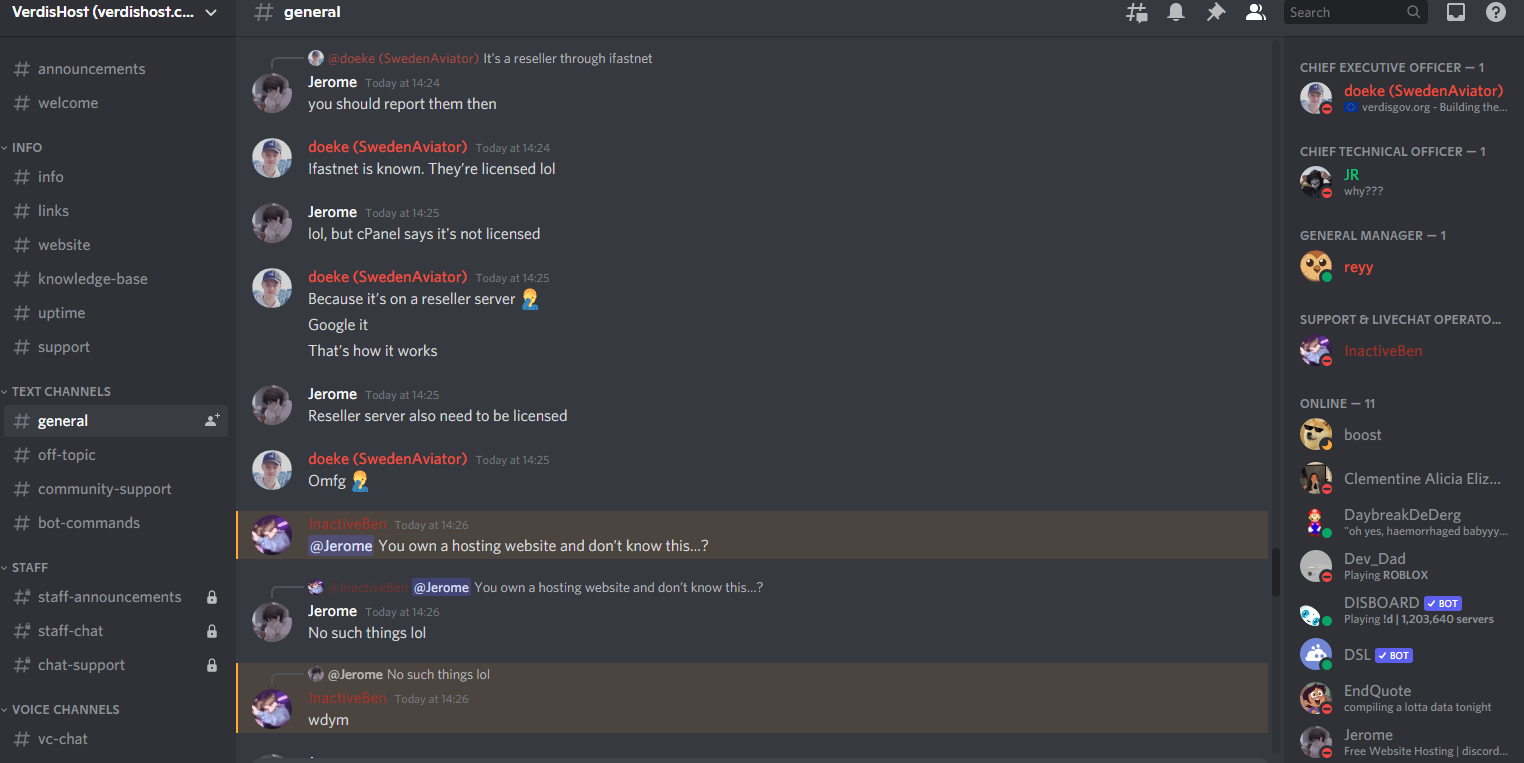 VerdisHost (verdishost.c...
announcements
welcome
INFO
info
links
website
knowledge-base
uptime
support
TEXT CHANNELS
general
off-topic
community-support
bot-commands
STAFF
staff-announcements
staff-chat
chat-support
VOICE CHANNELS
vc-chat
general
Search
@doeke (SwedenAviator) It's a reseller through ifastnet
Jerome Today at 14:24
you should report them then
doeke (SwedenAviator) Today at 14:24
Ifastnet is known. They're licensed lol
Jerome Today at 14:25
lol, but cPanel says it's not licensed
doeke (SwedenAviator) Today at 14:25
Because it's on a reseller server 🤦‍♂️
Google it
That's how it works
Jerome Today at 14:25
Reseller server also need to be licensed
doeke (SwedenAviator) Today at 14:25
Omfg 🤦‍♂️
InactiveBen Today at 14:26
@Jerome You own a hosting website and don't know this...?
@InactiveBen @Jerome You own a hosting website and don't know this...?
Jerome Today at 14:26
No such things lol
@Jerome No such things lol
InactiveBen Today at 14:26
wdym
CHIEF EXECUTIVE OFFICER — 1
doeke (SwedenAviator)
verdisgov.org - Building the...
CHIEF TECHNICAL OFFICER — 1
JR
why???
GENERAL MANAGER — 1
reyy
SUPPORT & LIVECHAT OPERATO...
InactiveBen
ONLINE — 11
boost
Clementine Alicia Eliz...
DaybreakDeDerg
"oh yes, haemorrhaged babyyy...
Dev_Dad
Playing ROBLOX
DISBOARD ✓ BOT
Playing !d | 1,203,640 servers
DSL ✓ BOT
EndQuote
compiling a lotta data tonight
Jerome
Free Website Hosting | discord...